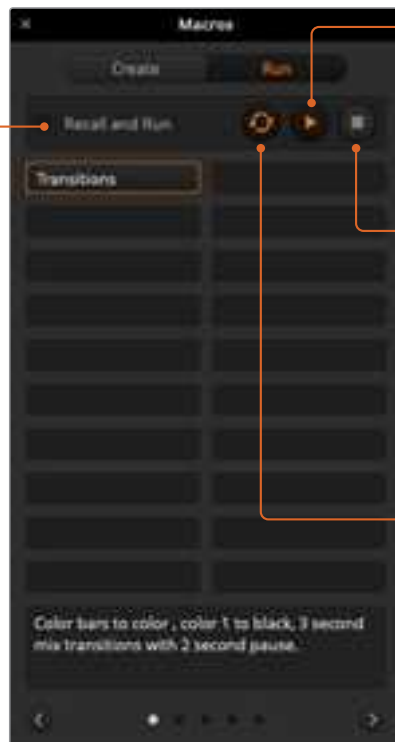 Macros
Create Run
Recall and Run
Transitions
Color bars to color , color 1 to black, 3 second
mix transitions with 2 second pause.